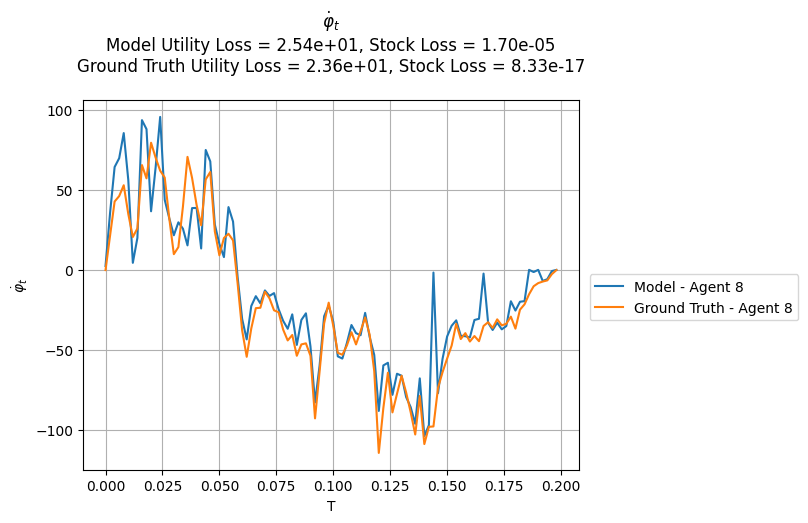 φ̇_t
Model Utility Loss = 2.54e+01, Stock Loss = 1.70e-05
Ground Truth Utility Loss = 2.36e+01, Stock Loss = 8.33e-17
100
50
0
−50
−100
φ̇_t
0.000 0.025 0.050 0.075 0.100 0.125 0.150 0.175 0.200
T
Model - Agent 8
Ground Truth - Agent 8